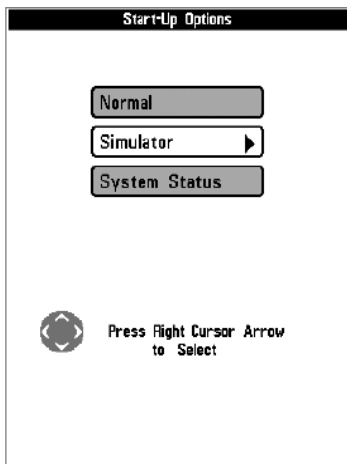 Start-Up Options
Normal
Simulator
System Status
Press Right Cursor Arrow
to Select